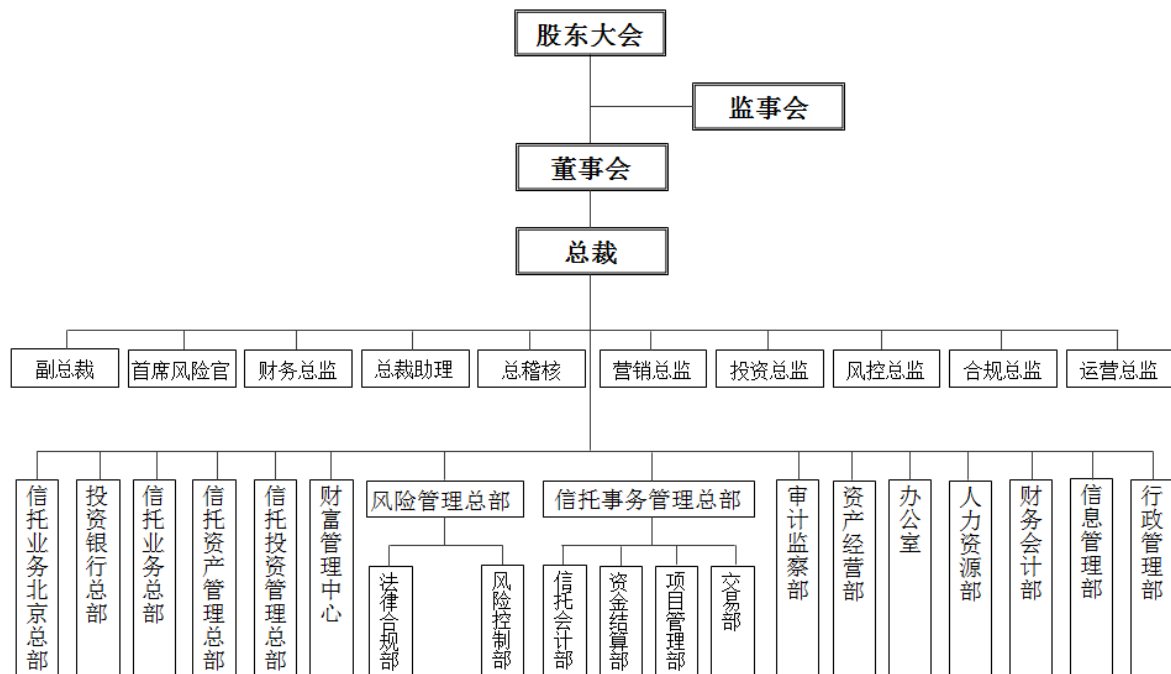 股东大会
监事会
董事会
总裁
副总裁
首席风险官
财务总监
总裁助理
总稽核
营销总监
投资总监
风控总监
合规总监
运营总监
信托业务北京总部
投资银行总部
信托业务总部
信托资产管理总部
信托投资管理总部
财富管理中心
风险管理总部
法律合规部
风险控制部
信托事务管理总部
信托会计部
资金结算部
项目管理部
交易部
审计监察部
资产经营部
办公室
人力资源部
财务会计部
信息管理部
行政管理部